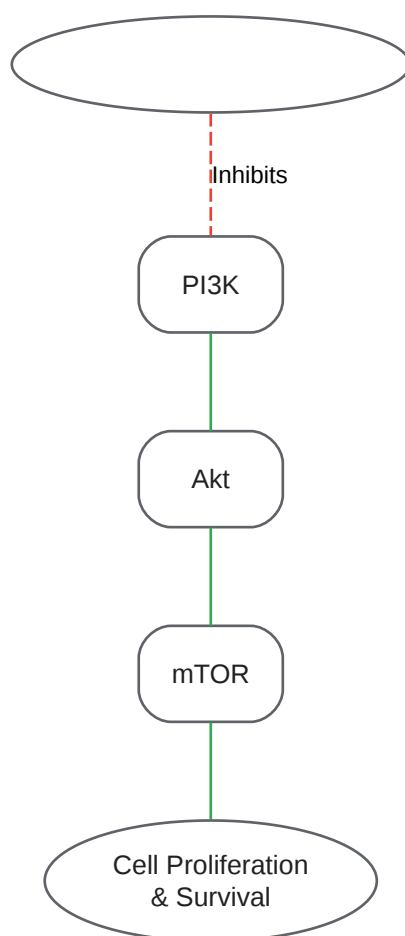 Inhibits
PI3K
Akt
mTOR
Cell Proliferation
& Survival